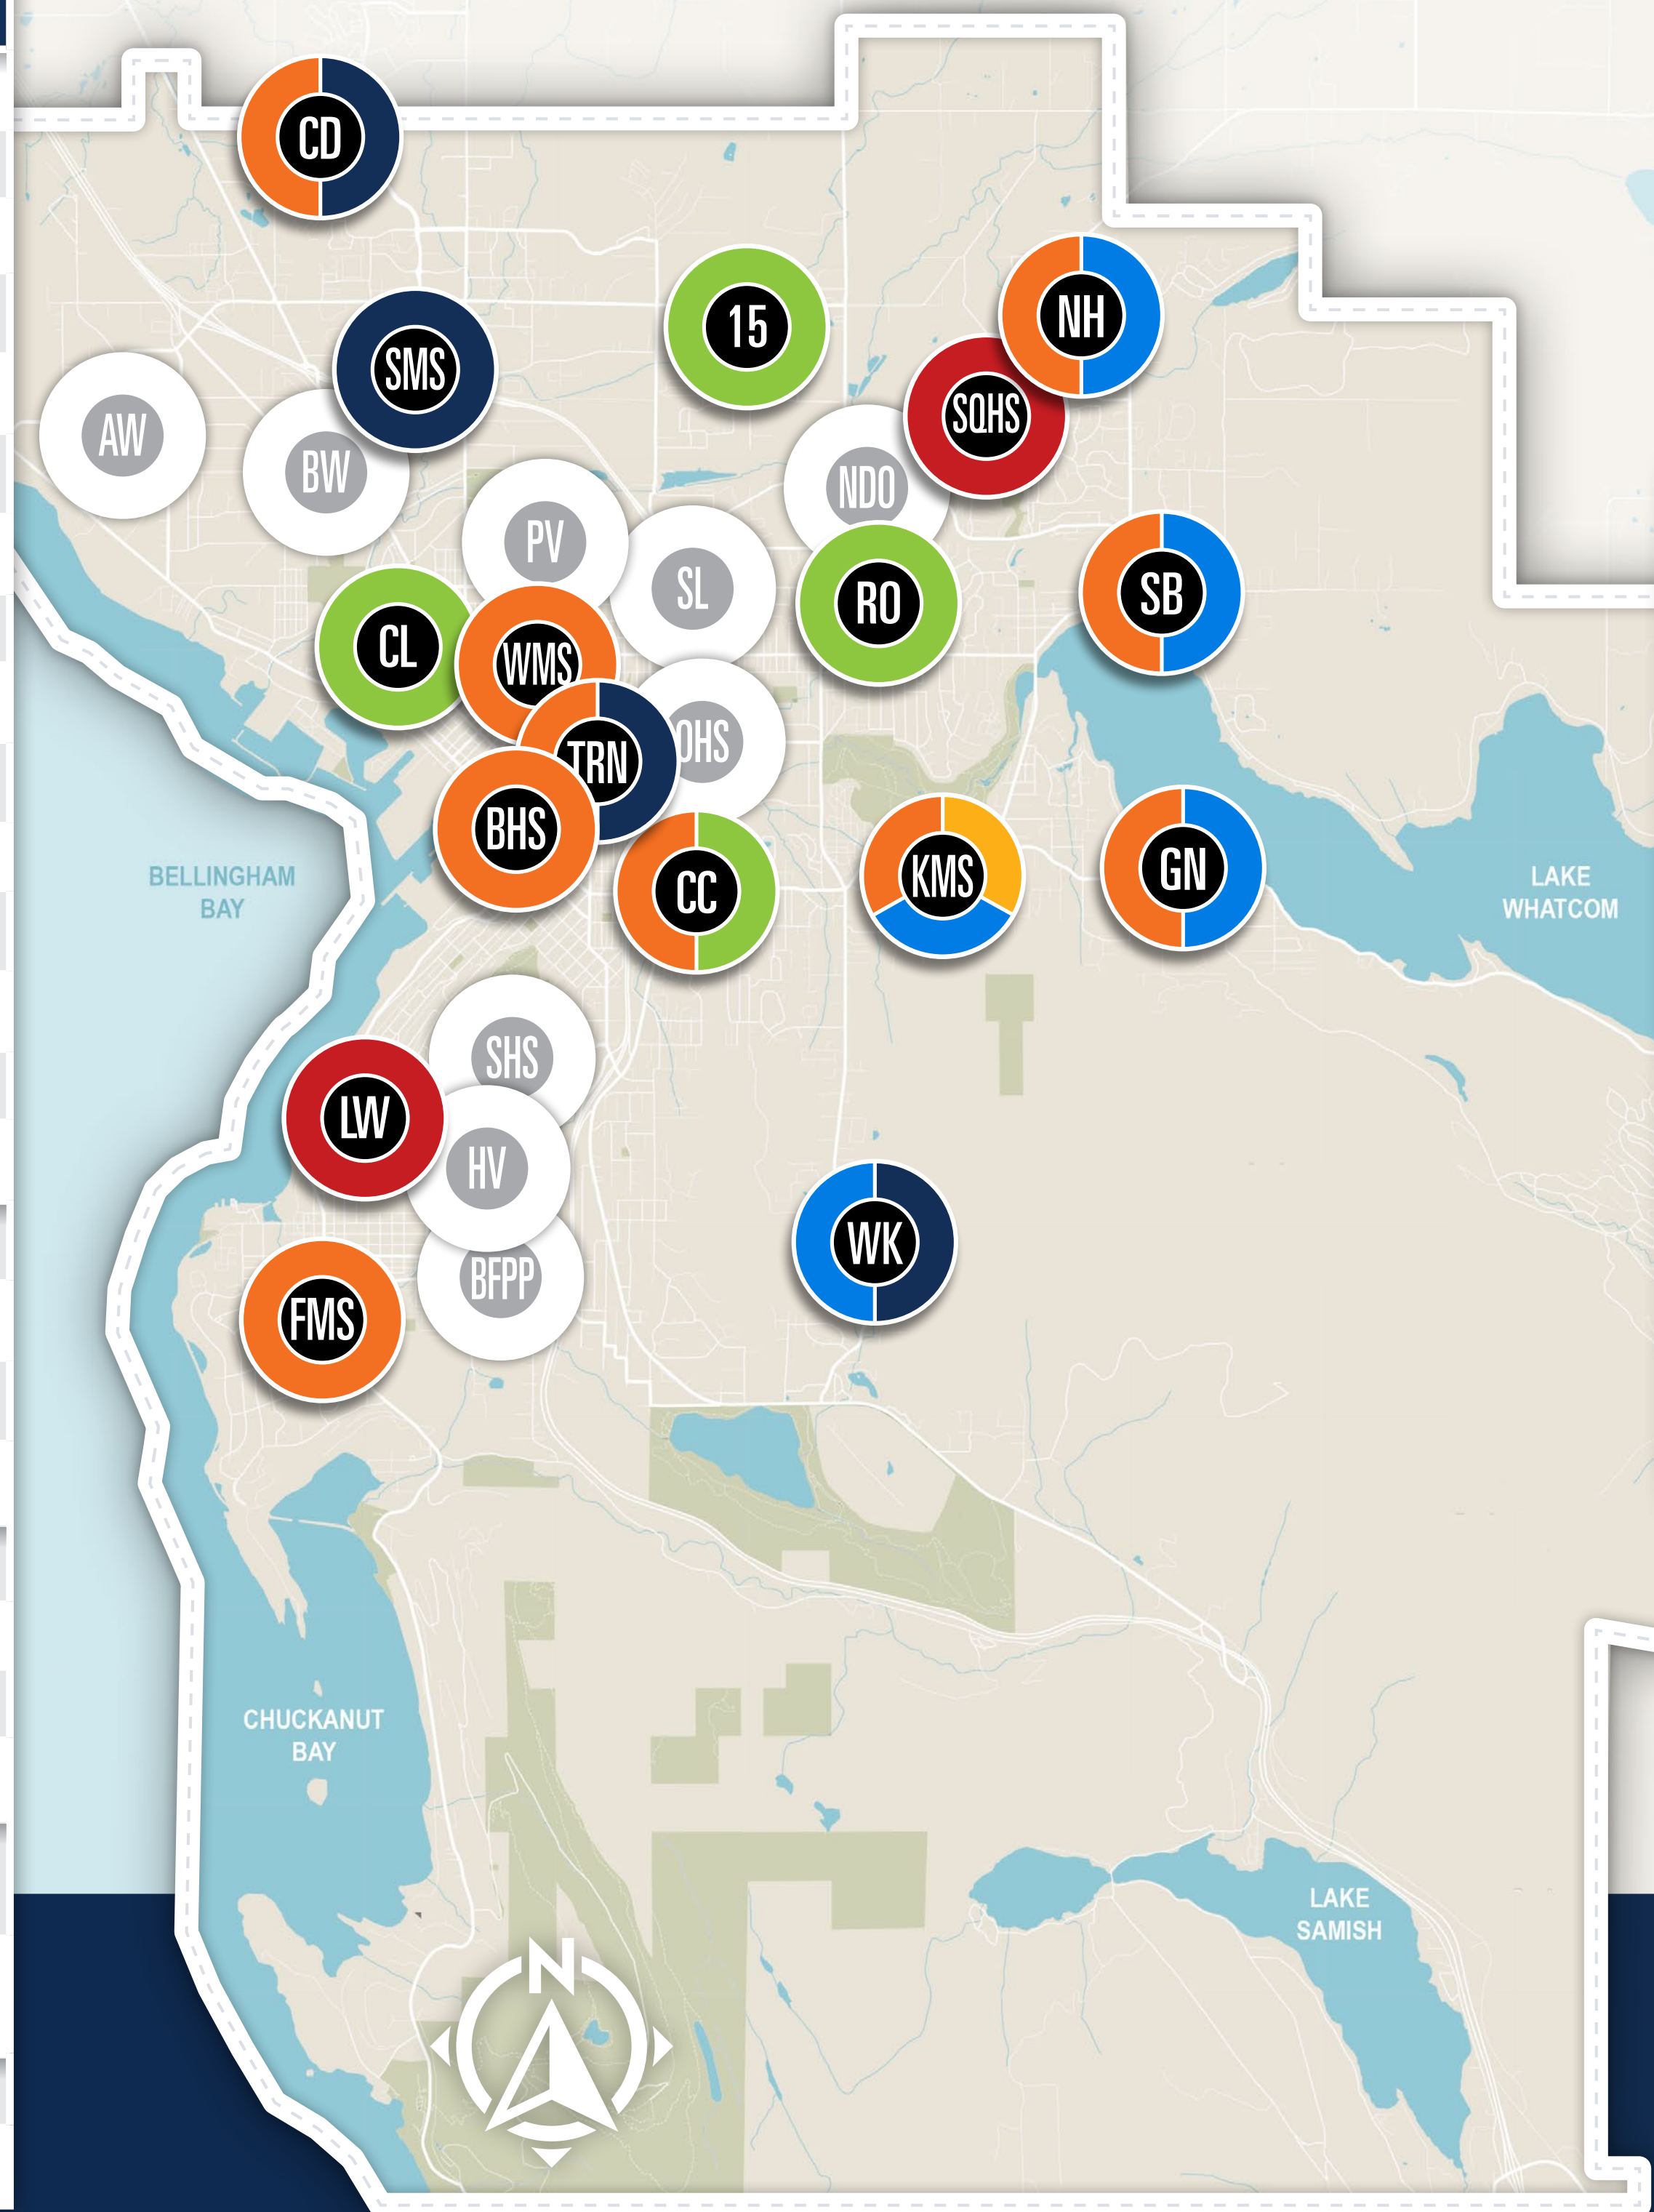 CD
NH
15
SMS
SQHS
AW
BW
NDO
PV
SL
SB
RO
CL
WMS
OHS
TRN
BHS
KMS
GN
CC
BELLINGHAM
BAY
LAKE
WHATCOM
SHS
LW
HV
WK
BFPP
FMS
CHUCKANUT
BAY
LAKE
SAMISH
N